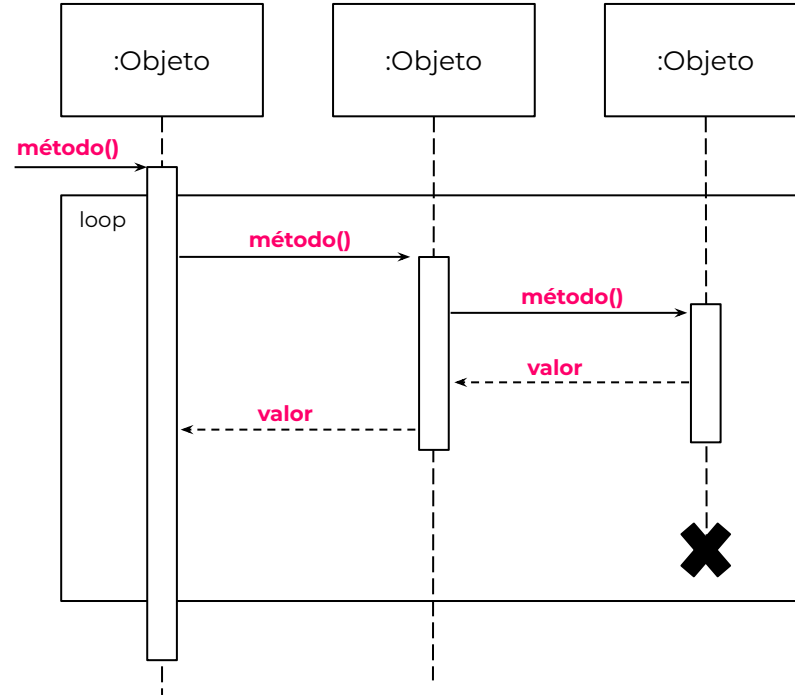 :Objeto
:Objeto
:Objeto
método()
loop
método()
método()
valor
valor